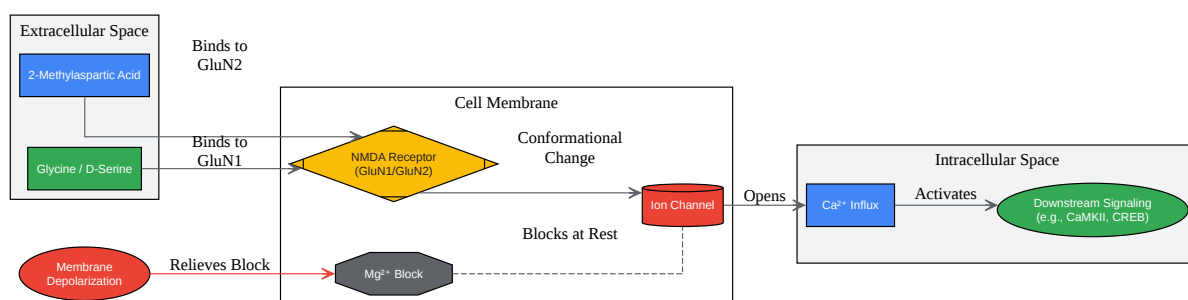 Extracellular Space
2-Methylaspartic Acid
Glycine / D-Serine
Binds to
GluN2
Binds to
GluN1
Cell Membrane
NMDA Receptor
(GluN1/GluN2)
Conformational
Change
Ion Channel
Blocks at Rest
Mg²⁺ Block
Membrane
Depolarization
Relieves Block
Opens
Intracellular Space
Ca²⁺ Influx
Activates
Downstream Signaling
(e.g., CaMKII, CREB)